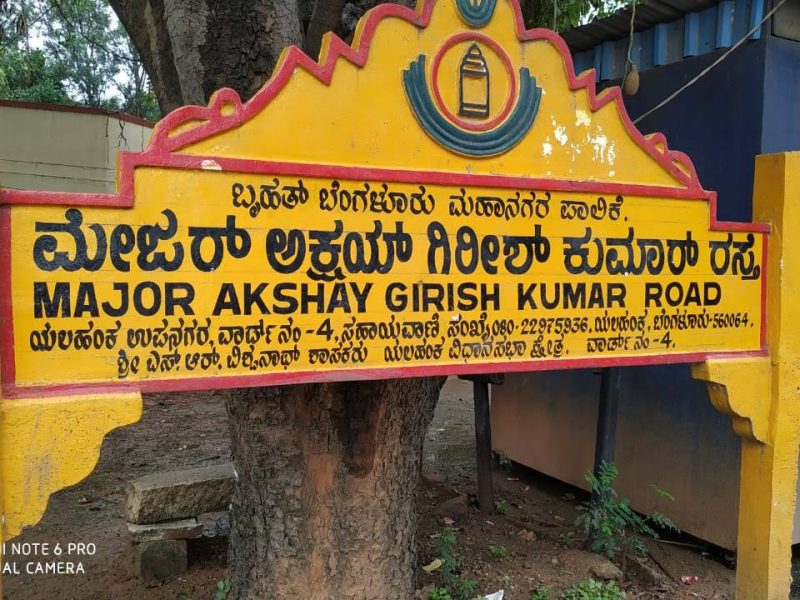 ಬೃಹತ್ ಬೆಂಗಳೂರು ಮಹಾನಗರ ಪಾಲಿಕೆ.
ಮೇಜರ್ ಅಕ್ಷಯ್ ಗಿರೀಶ್ ಕುಮಾರ್ ರಸ್ತೆ
MAJOR AKSHAY GIRISH KUMAR ROAD
ಯಲಹಂಕ ಉಪನಗರ, ವಾರ್ಡ್ ನಂ -4, ಸಹಾಯವಾಣಿ ಸಂಖ್ಯೆ, 080-22975936, ಯಲಹಂಕ, ಬೆಂಗಳೂರು-560064.
ಶ್ರೀ ಎಸ್. ಆರ್. ವಿಶ್ವನಾಥ್ ಶಾಸಕರು ಯಲಹಂಕ ವಿಧಾನಸಭಾ ಕ್ಷೇತ್ರ. ವಾರ್ಡ್ ನಂ-4.
NOTE 6 PRO
AL CAMERA